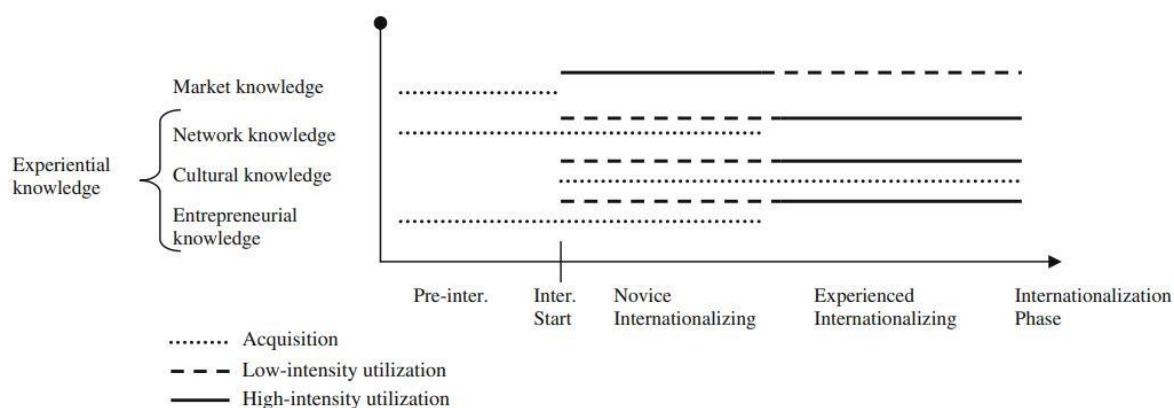 Market knowledge
Network knowledge
Experiential
knowledge
Cultural knowledge
Entrepreneurial
knowledge
Pre-inter.
Inter.
Start
Novice
Internationalizing
Experienced
Internationalizing
Internationalization
Phase
Acquisition
Low-intensity utilization
High-intensity utilization